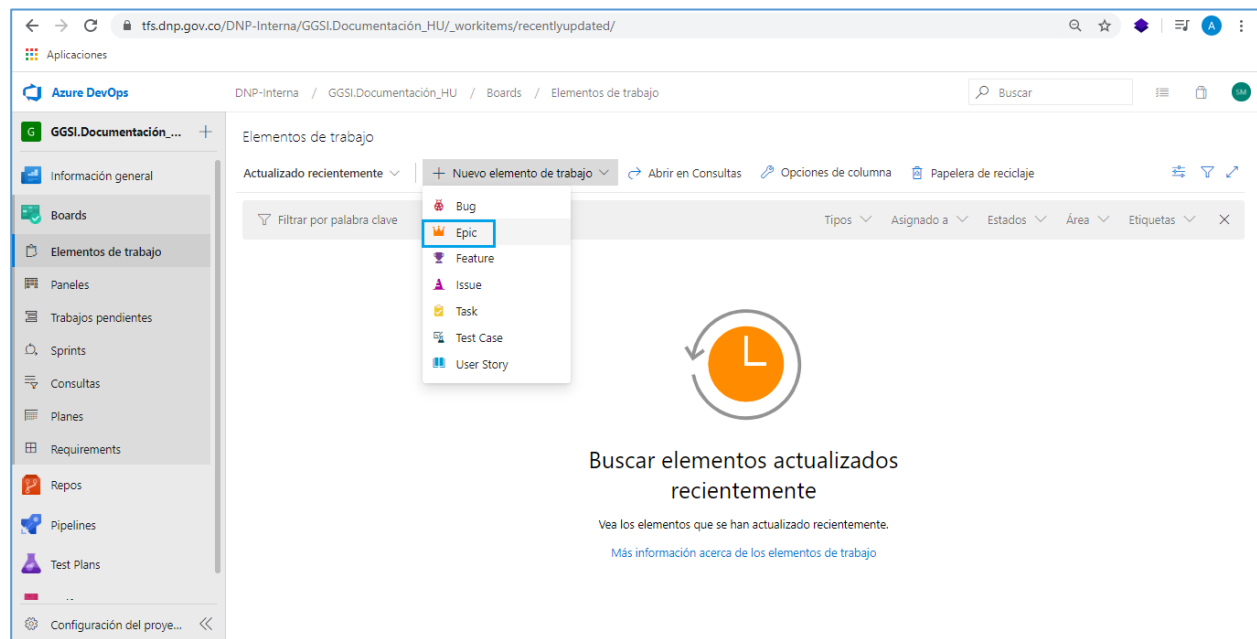 tfs.dnp.gov.co/DNP-Interna/GGSI.Documentación_HU/_workitems/recentlyupdated/
A
Aplicaciones
Azure DevOps
DNP-Interna / GGSI.Documentación_HU / Boards / Elementos de trabajo
Buscar
SM
G GGSI.Documentación_... +
Elementos de trabajo
Información general
Actualizado recientemente
+ Nuevo elemento de trabajo
Abrir en Consultas
Opciones de columna
Papelera de reciclaje
Boards
Filtrar por palabra clave
Tipos
Asignado a
Estados
Área
Etiquetas
Bug
Epic
Feature
Issue
Task
Test Case
User Story
Elementos de trabajo
Paneles
Trabajos pendientes
Sprints
Consultas
Planes
Requirements
Repos
Pipelines
Test Plans
Configuración del proye...
Buscar elementos actualizados
recientemente
Vea los elementos que se han actualizado recientemente.
Más información acerca de los elementos de trabajo